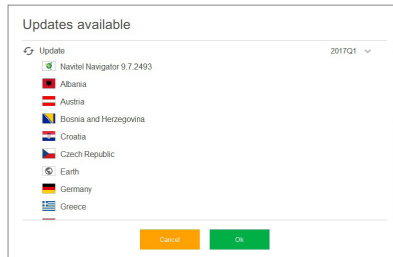 Updates available
Update 2017Q1
Navitel Navigator 9.7.2493
Albania
Austria
Bosnia and Herzegovina
Croatia
Czech Republic
Earth
Germany
Greece
Cancel Ok